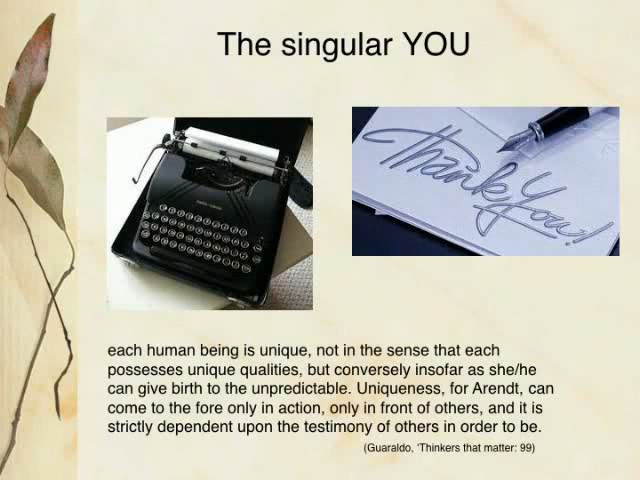 The singular YOU
Thank You!
each human being is unique, not in the sense that each
possesses unique qualities, but conversely insofar as she/he
can give birth to the unpredictable. Uniqueness, for Arendt, can
come to the fore only in action, only in front of others, and it is
strictly dependent upon the testimony of others in order to be.
(Guaraldo, 'Thinkers that matter: 99)